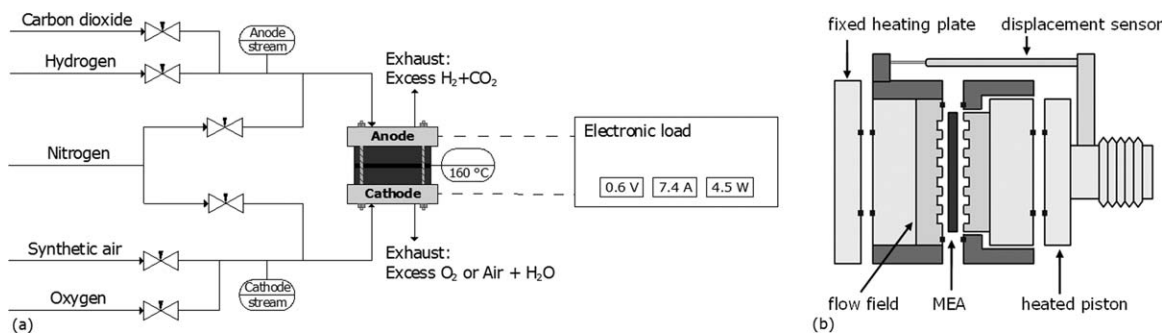 Carbon dioxide
Hydrogen
Nitrogen
Synthetic air
Oxygen
(a)
Anode
stream
Cathode
stream
Exhaust:
Excess H₂+CO₂
Anode
Cathode
160 °C
Exhaust:
Excess O₂ or Air + H₂O
Electronic load
0.6 V 7.4 A 4.5 W
fixed heating plate
displacement sensor
flow field
MEA
heated piston
(b)